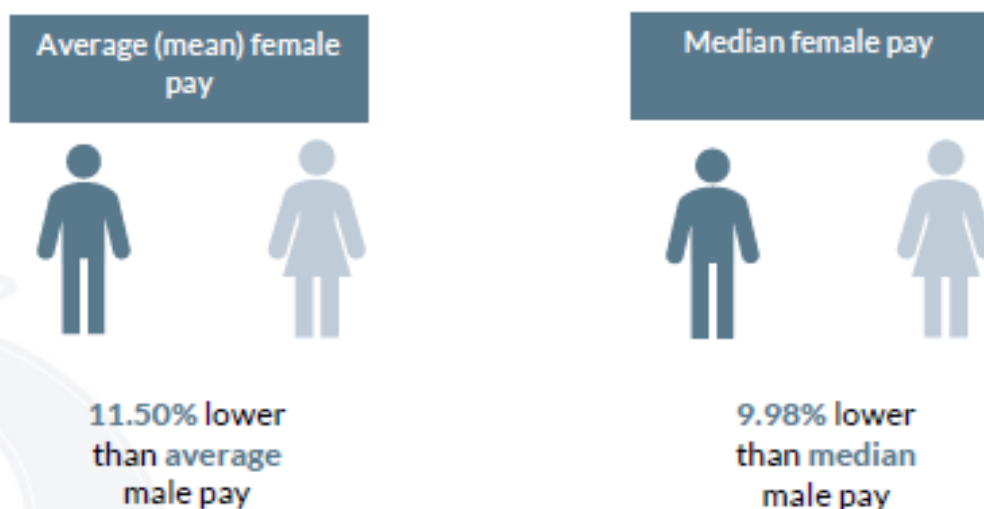 Average (mean) female
pay
Median female pay
11.50% lower
than average
male pay
9.98% lower
than median
male pay